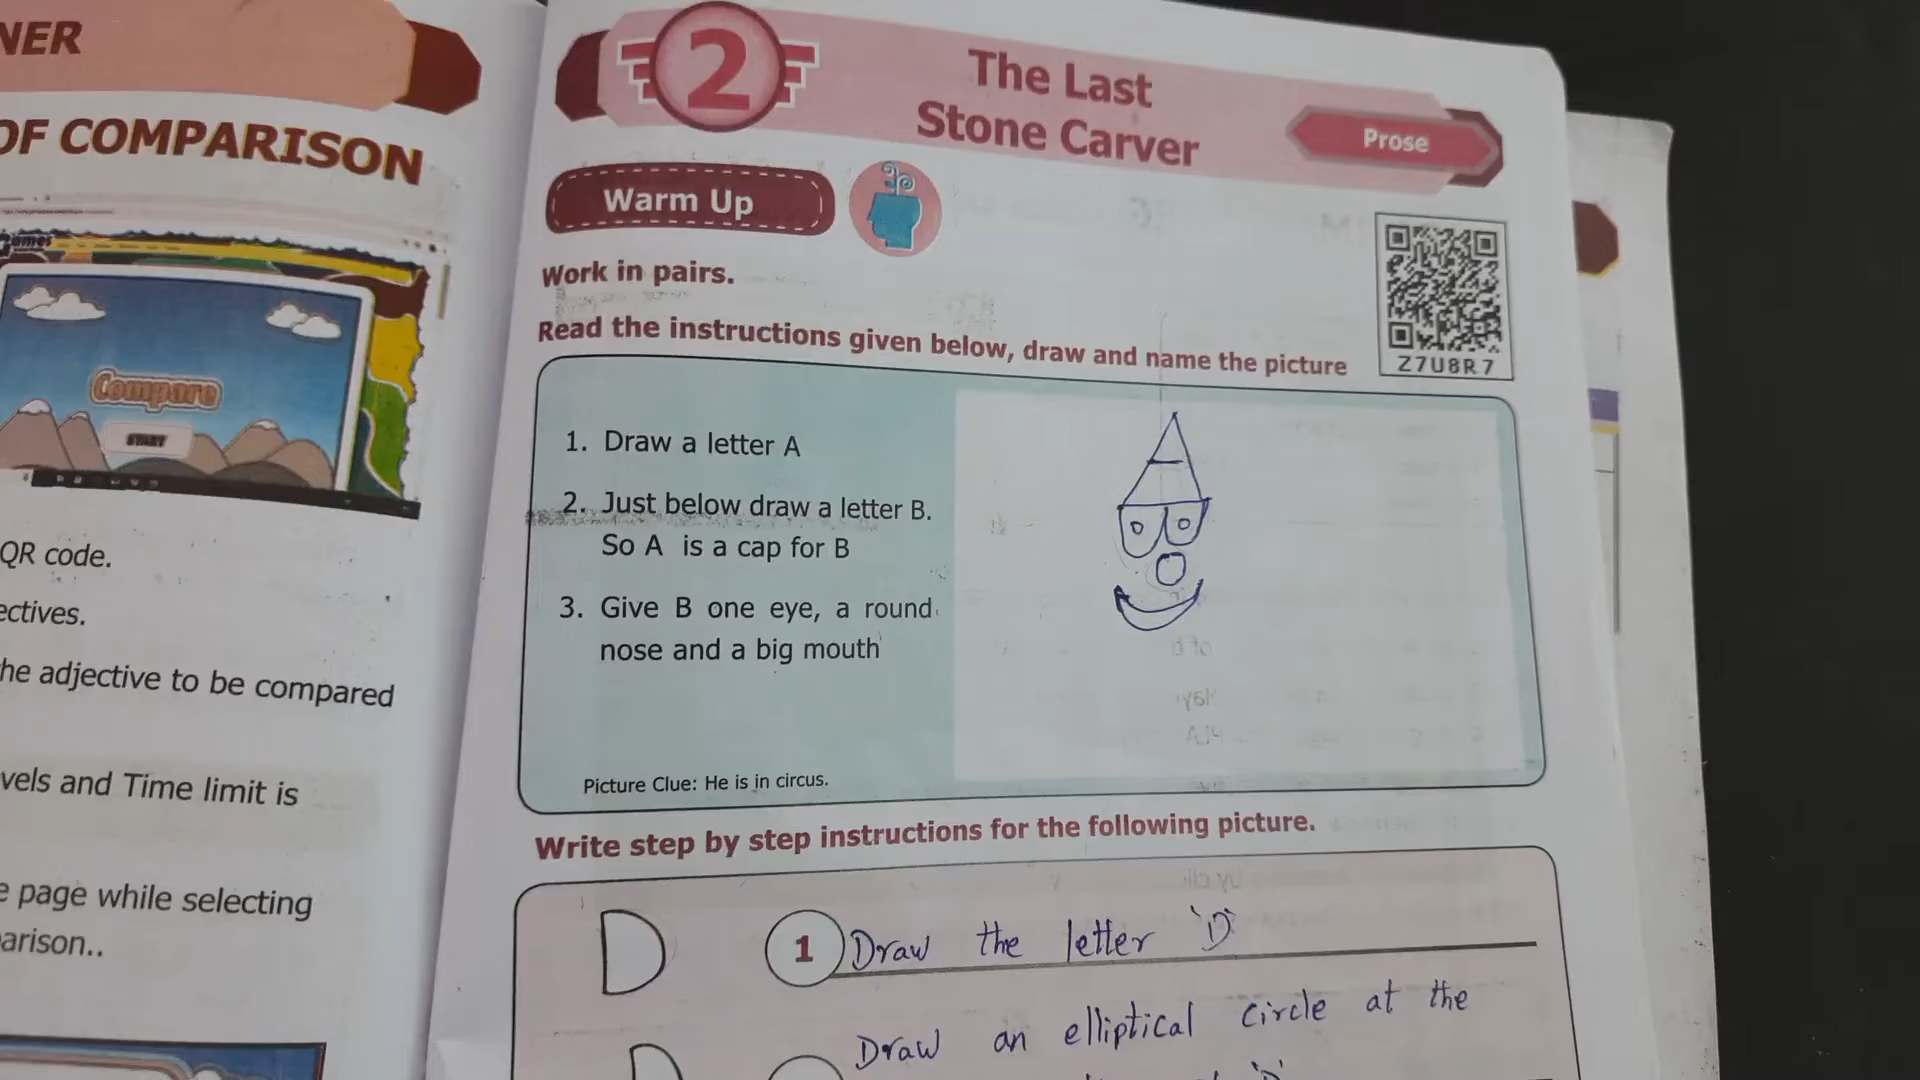 NER
OF COMPARISON
games
Compare
START
QR code.
ectives.
he adjective to be compared
vels and Time limit is
e page while selecting
arison..
2
The Last
Stone Carver
Prose
Warm Up
Work in pairs.
Z7U8R7
Read the instructions given below, draw and name the picture
1. Draw a letter A
2. Just below draw a letter B.
So A is a cap for B
3. Give B one eye, a round
nose and a big mouth
Picture Clue: He is in circus.
Write step by step instructions for the following picture.
D
1 Draw the letter 'D'
Draw an elliptical circle at the
'D'